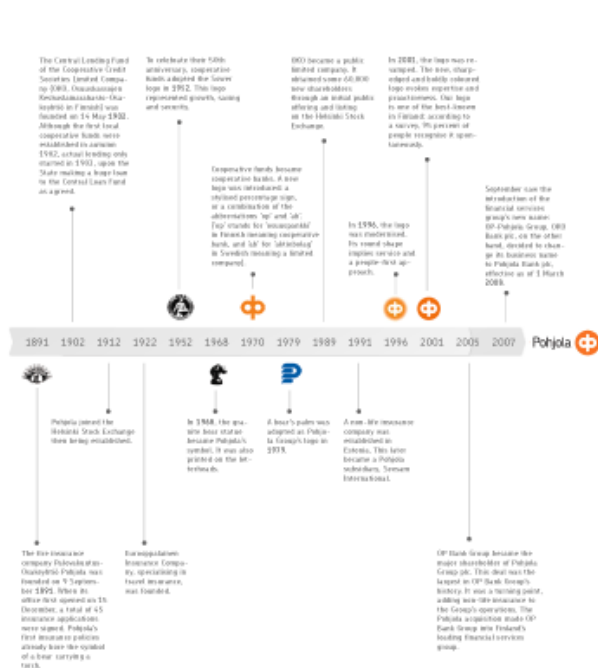 The Central Lending Fund
of the Cooperative Credit
Societies Limited Compa-
ny (OKO, Osuuskassojen
Keskuslainarahasto-Osa-
keyhtiö in Finnish) was
founded on 14 May 1902.
Although the first local
cooperative funds were
established in autumn
1902, actual lending only
started in 1903, upon the
State making a huge loan
to the Central Loan Fund
as agreed.
To celebrate their 50th
anniversary, cooperative
funds adopted the Sower
logo in 1952. This logo
represented growth, saving
and security.
Cooperative funds became
cooperative banks. A new
logo was introduced: a
stylised percentage sign,
or a combination of the
abbreviations 'op' and 'ab'.
('op' stands for 'osuuspankki'
in Finnish meaning cooperative
bank, and 'ab' for 'aktiebolag'
in Swedish meaning a limited
company).
OKO became a public
limited company. It
obtained some 60,000
new shareholders
through an initial public
offering and listing
on the Helsinki Stock
Exchange.
In 1996, the logo
was modernised.
Its round shape
implies service and
a people-first ap-
proach.
In 2001, the logo was re-
vamped. The new, sharp-
edged and boldly coloured
logo evokes expertise and
proactiveness. This logo
is one of the best-known
in Finland: according to
a survey, 95 percent of
people recognise it spon-
taneously.
September saw the
introduction of the
financial services
group's new name:
OP-Pohjola Group. OKO
Bank plc, on the other
hand, decided to chan-
ge its business name
to Pohjola Bank plc,
effective as of 1 March
2008.
1891 1902 1912 1922 1952 1968 1970 1979 1989 1991 1996 2001 2005 2007 Pohjola
Pohjola joined the
Helsinki Stock Exchange
then being established.
In 1968, the gra-
nite bear statue
became Pohjola's
symbol. It was also
printed on the let-
terheads.
A bear's palm was
adopted as Pohjo-
la Group's logo in
1979.
A non-life insurance
company was
established in
Estonia. This later
became a Pohjola
subsidiary, Seesam
International.
The fire insurance
company Palovakuutus-
Osakeyhtiö Pohjola was
founded on 9 Septem-
ber 1891. When its
office first opened on 15
December, a total of 45
insurance applications
were signed. Pohjola's
first insurance policies
already bore the symbol
of a bear carrying a
torch.
Eurooppalainen
Insurance Compa-
ny, specialising in
travel insurance,
was founded.
OP Bank Group became the
major shareholder of Pohjola
Group plc. This deal was the
largest in OP Bank Group's
history. It was a turning point,
adding non-life insurance to
the Group's operations. The
Pohjola acquisition made OP
Bank Group into Finland's
leading financial services
group.